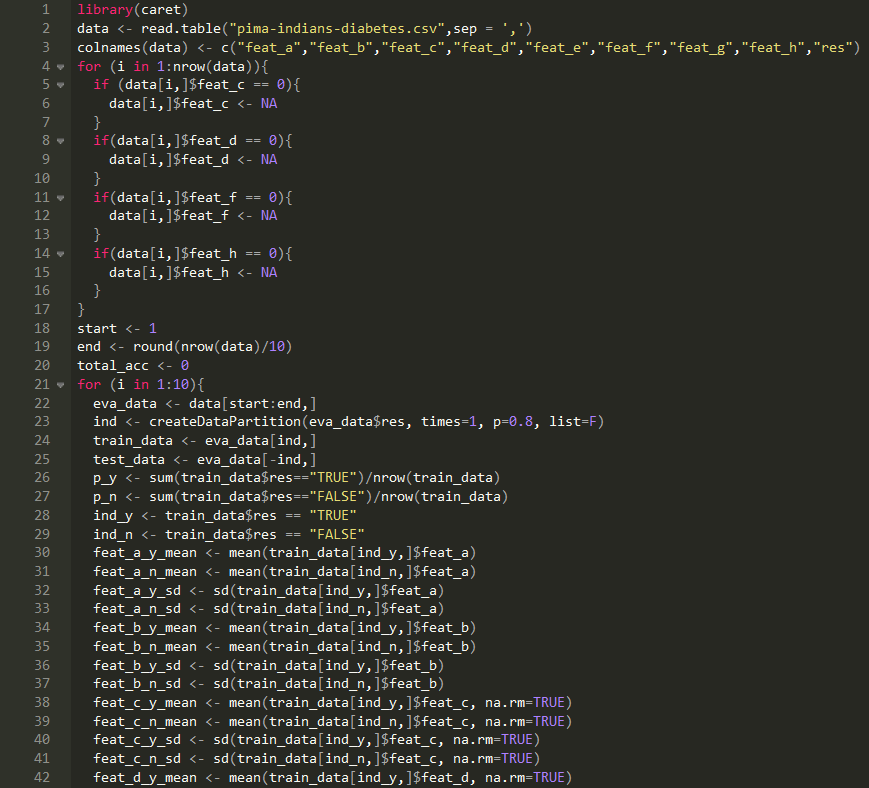 1 library(caret)
2 data <- read.table("pima-indians-diabetes.csv",sep = ',')
3 colnames(data) <- c("feat_a","feat_b","feat_c","feat_d","feat_e","feat_f","feat_g","feat_h","res")
4 for (i in 1:nrow(data)){
5   if (data[i,]$feat_c == 0){
6     data[i,]$feat_c <- NA
7   }
8   if(data[i,]$feat_d == 0){
9     data[i,]$feat_d <- NA
10   }
11   if(data[i,]$feat_f == 0){
12     data[i,]$feat_f <- NA
13   }
14   if(data[i,]$feat_h == 0){
15     data[i,]$feat_h <- NA
16   }
17 }
18 start <- 1
19 end <- round(nrow(data)/10)
20 total_acc <- 0
21 for (i in 1:10){
22   eva_data <- data[start:end,]
23   ind <- createDataPartition(eva_data$res, times=1, p=0.8, list=F)
24   train_data <- eva_data[ind,]
25   test_data <- eva_data[-ind,]
26   p_y <- sum(train_data$res=="TRUE")/nrow(train_data)
27   p_n <- sum(train_data$res=="FALSE")/nrow(train_data)
28   ind_y <- train_data$res == "TRUE"
29   ind_n <- train_data$res == "FALSE"
30   feat_a_y_mean <- mean(train_data[ind_y,]$feat_a)
31   feat_a_n_mean <- mean(train_data[ind_n,]$feat_a)
32   feat_a_y_sd <- sd(train_data[ind_y,]$feat_a)
33   feat_a_n_sd <- sd(train_data[ind_n,]$feat_a)
34   feat_b_y_mean <- mean(train_data[ind_y,]$feat_b)
35   feat_b_n_mean <- mean(train_data[ind_n,]$feat_b)
36   feat_b_y_sd <- sd(train_data[ind_y,]$feat_b)
37   feat_b_n_sd <- sd(train_data[ind_n,]$feat_b)
38   feat_c_y_mean <- mean(train_data[ind_y,]$feat_c, na.rm=TRUE)
39   feat_c_n_mean <- mean(train_data[ind_n,]$feat_c, na.rm=TRUE)
40   feat_c_y_sd <- sd(train_data[ind_y,]$feat_c, na.rm=TRUE)
41   feat_c_n_sd <- sd(train_data[ind_n,]$feat_c, na.rm=TRUE)
42   feat_d_y_mean <- mean(train_data[ind_y,]$feat_d, na.rm=TRUE)